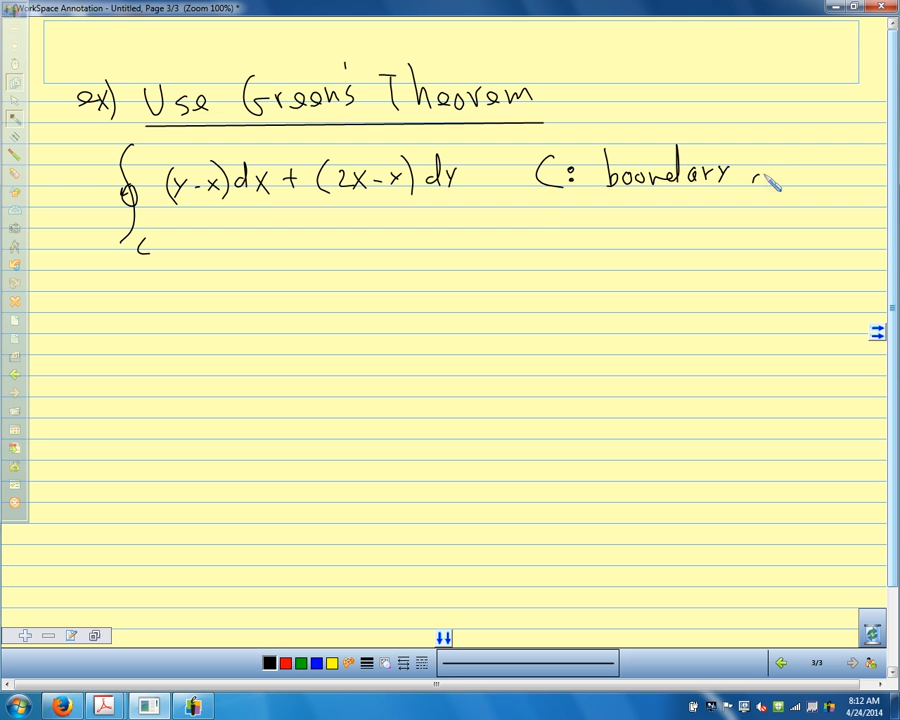 WorkSpace Annotation - Untitled, Page 3/3 (Zoom 100%) *
ex) Use Green's Theorem
∮ (y-x)dx + (2x-x) dy C: boundary
C
3/3
8:12 AM
4/24/2014